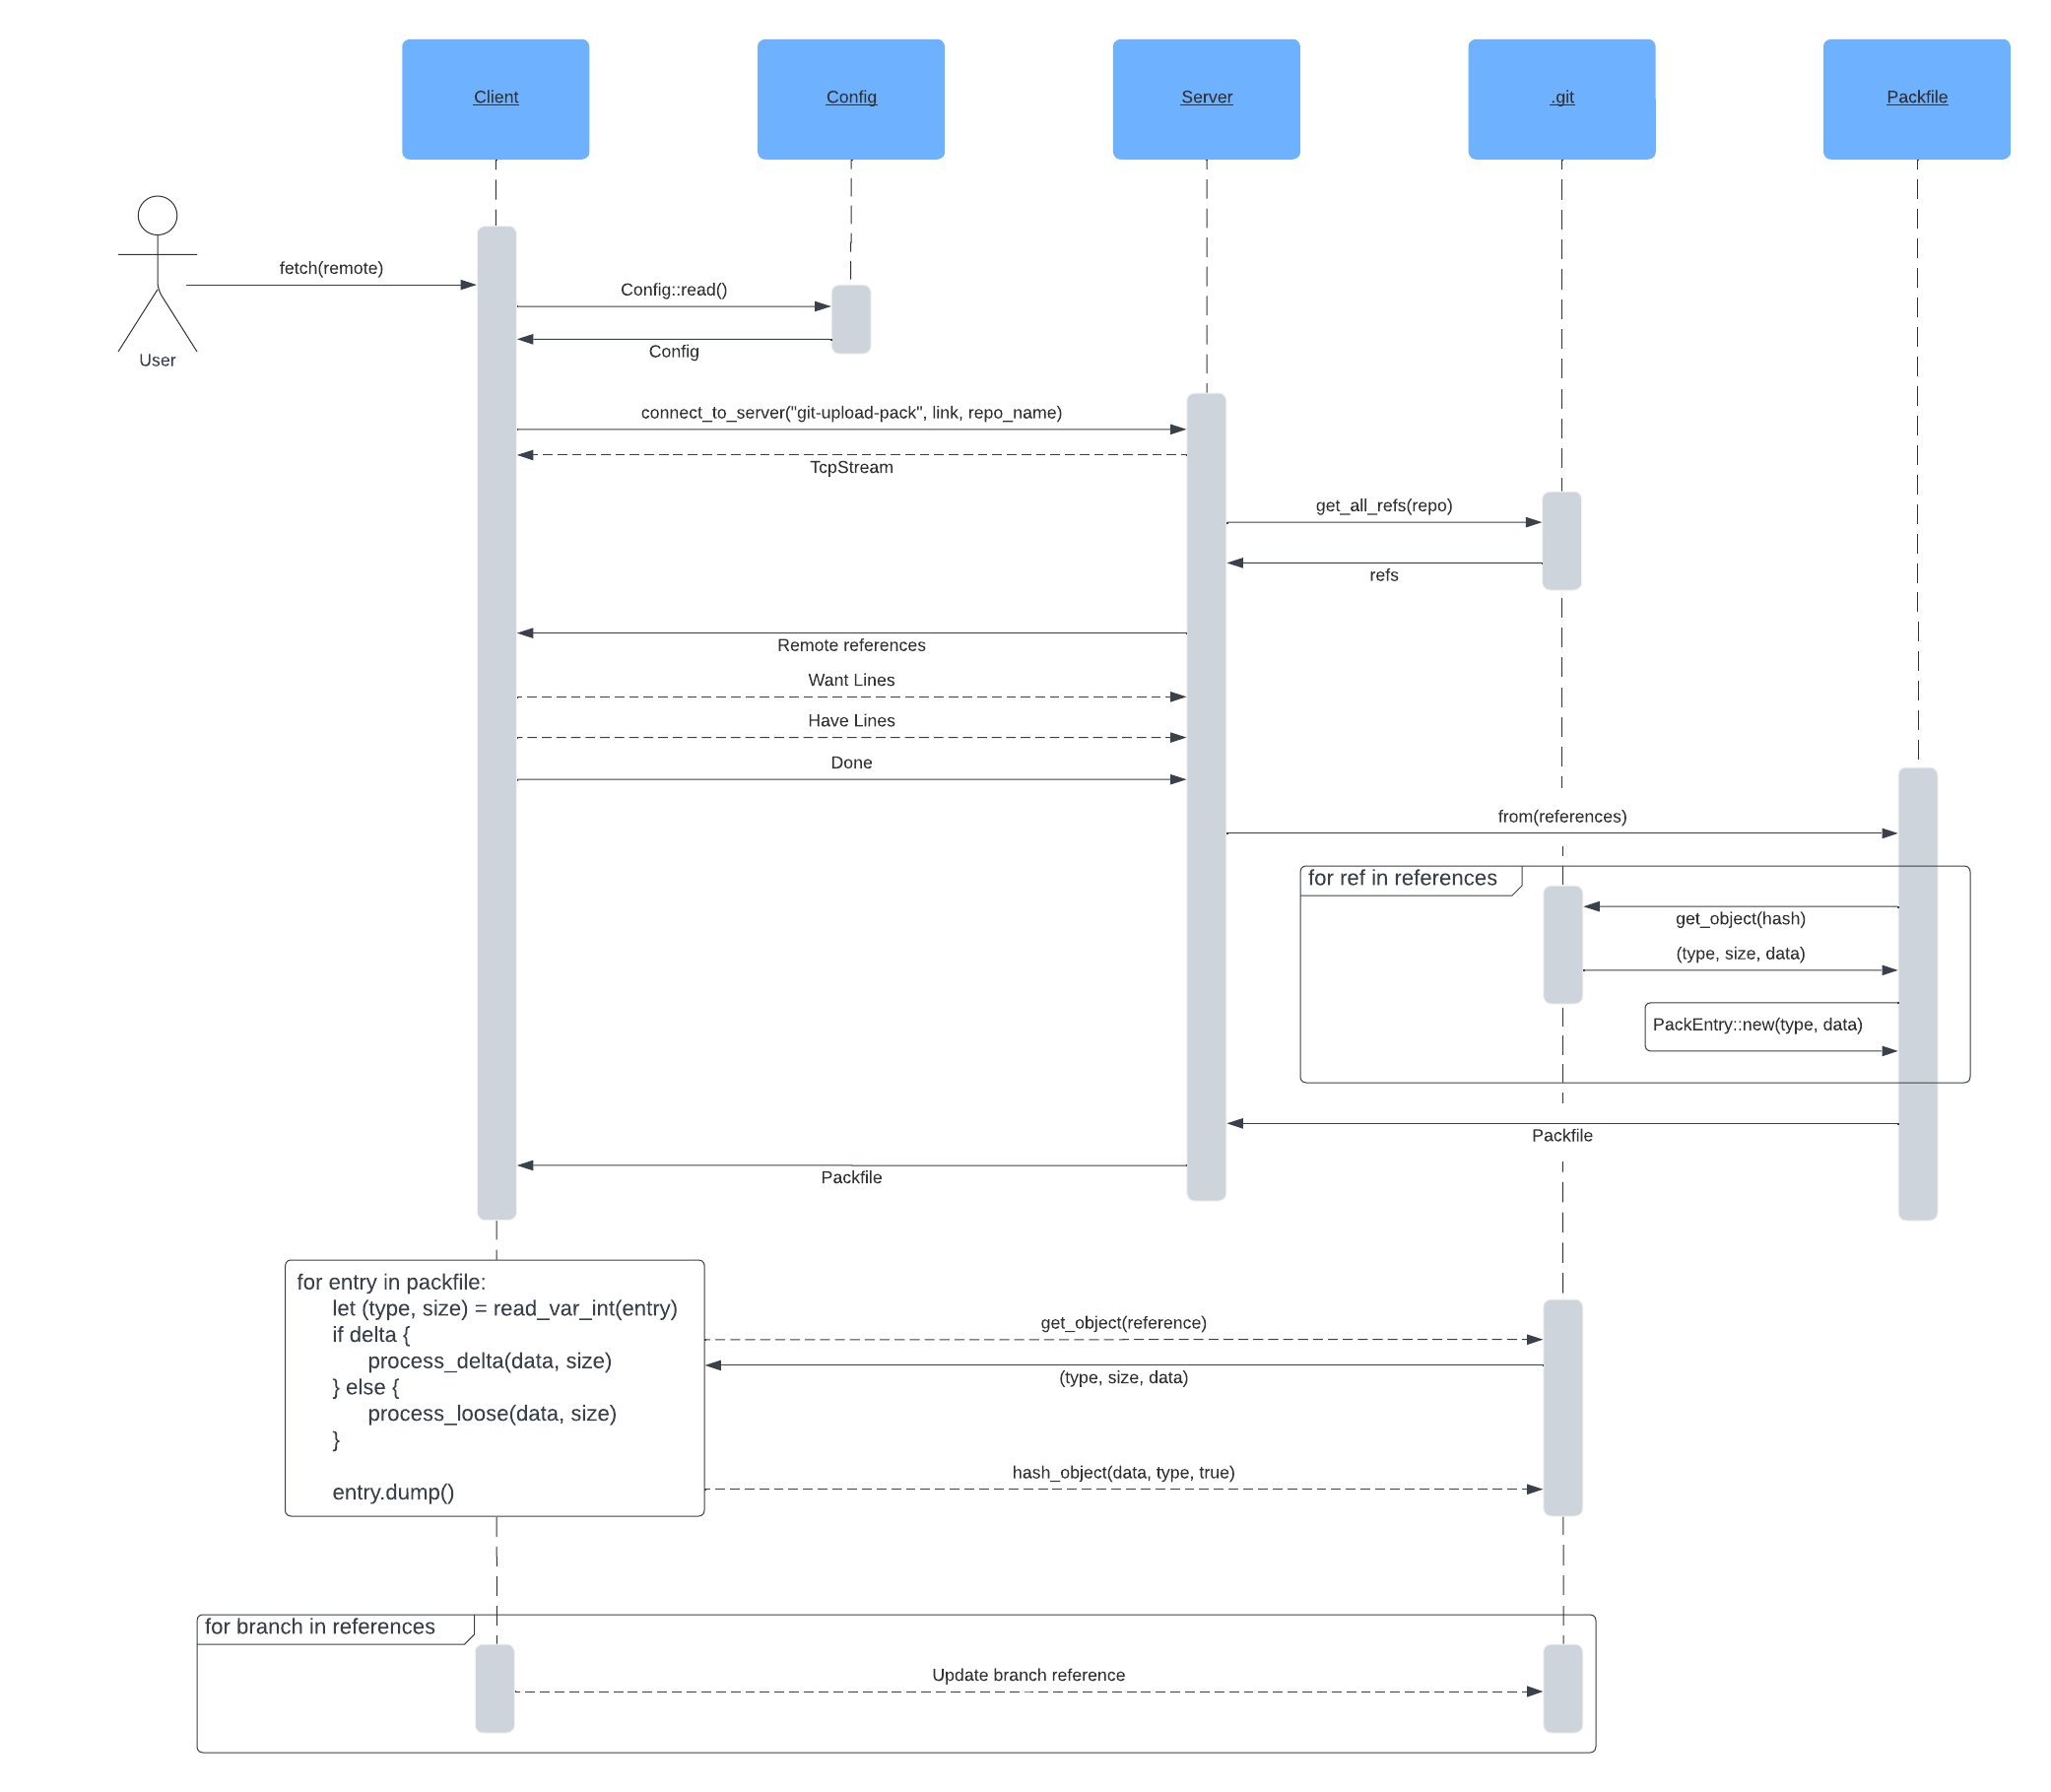 Client
Config
Server
.git
Packfile
fetch(remote)
User
Config::read()
Config
connect_to_server("git-upload-pack", link, repo_name)
TcpStream
get_all_refs(repo)
refs
Remote references
Want Lines
Have Lines
Done
from(references)
for ref in references
get_object(hash)
(type, size, data)
PackEntry::new(type, data)
Packfile
Packfile
for entry in packfile:
let (type, size) = read_var_int(entry)
if delta {
process_delta(data, size)
} else {
process_loose(data, size)
}
entry.dump()
get_object(reference)
(type, size, data)
hash_object(data, type, true)
for branch in references
Update branch reference